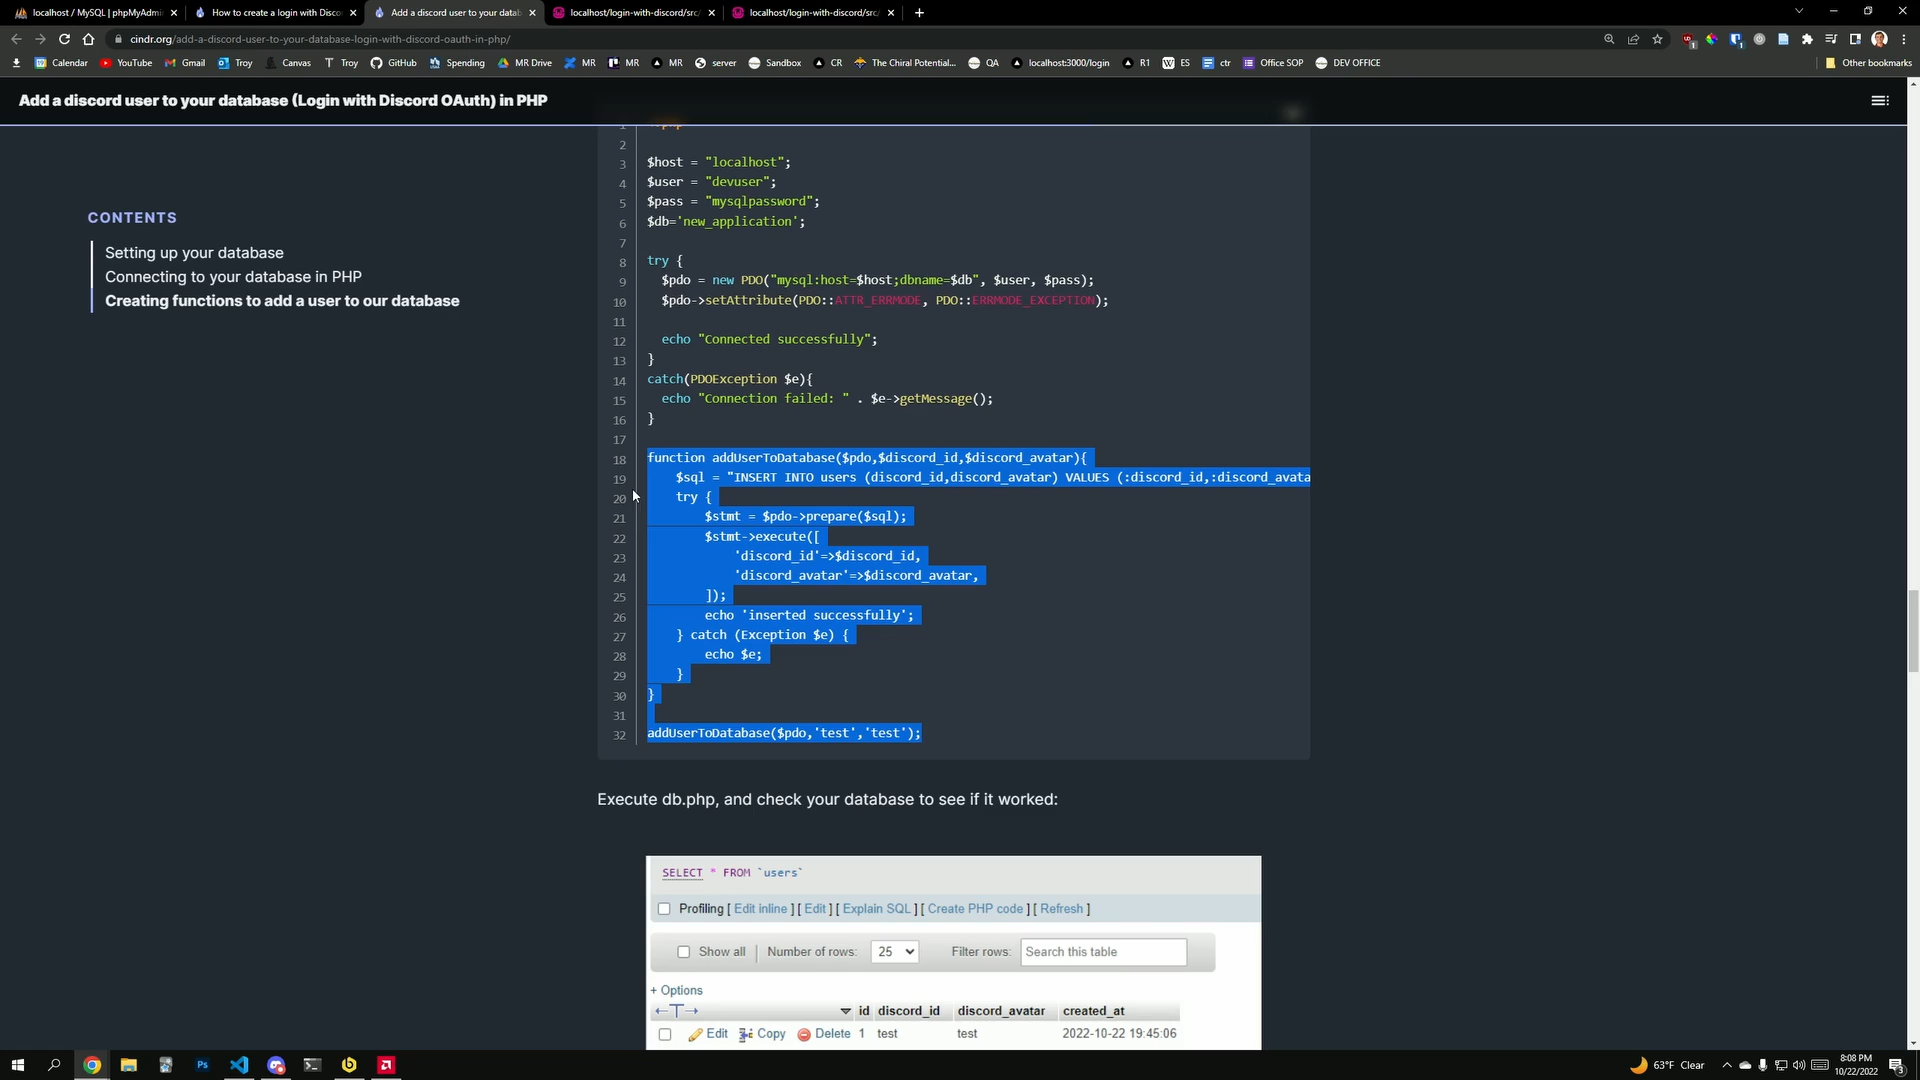 localhost / MySQL | phpMyAdmi
How to create a login with Disco
Add a discord user to your datab
localhost/login-with-discord/src/
localhost/login-with-discord/src/
cindr.org/add-a-discord-user-to-your-database-login-with-discord-oauth-in-php/
Calendar YouTube Gmail Troy Canvas Troy GitHub Spending MR Drive MR MR MR server Sandbox CR The Chiral Potential... QA localhost:3000/login R1 ES ctr Office SOP DEV OFFICE Other bookmarks
Add a discord user to your database (Login with Discord OAuth) in PHP
CONTENTS
Setting up your database
Connecting to your database in PHP
Creating functions to add a user to our database
2
3 $host = "localhost";
4 $user = "devuser";
5 $pass = "mysqlpassword";
6 $db='new_application';
7
8 try {
9 $pdo = new PDO("mysql:host=$host;dbname=$db", $user, $pass);
10 $pdo->setAttribute(PDO::ATTR_ERRMODE, PDO::ERRMODE_EXCEPTION);
11
12 echo "Connected successfully";
13 }
14 catch(PDOException $e){
15 echo "Connection failed: " . $e->getMessage();
16 }
17
18 function addUserToDatabase($pdo,$discord_id,$discord_avatar){
19 $sql = "INSERT INTO users (discord_id,discord_avatar) VALUES (:discord_id,:discord_avata
20 try {
21 $stmt = $pdo->prepare($sql);
22 $stmt->execute([
23 'discord_id'=>$discord_id,
24 'discord_avatar'=>$discord_avatar,
25 ]);
26 echo 'inserted successfully';
27 } catch (Exception $e) {
28 echo $e;
29 }
30 }
31
32 addUserToDatabase($pdo,'test','test');
Execute db.php, and check your database to see if it worked:
SELECT * FROM `users`
Profiling [ Edit inline ] [ Edit ] [ Explain SQL ] [ Create PHP code ] [ Refresh ]
Show all | Number of rows: 25 Filter rows: Search this table
+ Options
←T→ id discord_id discord_avatar created_at
Edit Copy Delete 1 test test 2022-10-22 19:45:06
63°F Clear
8:08 PM
10/22/2022
3